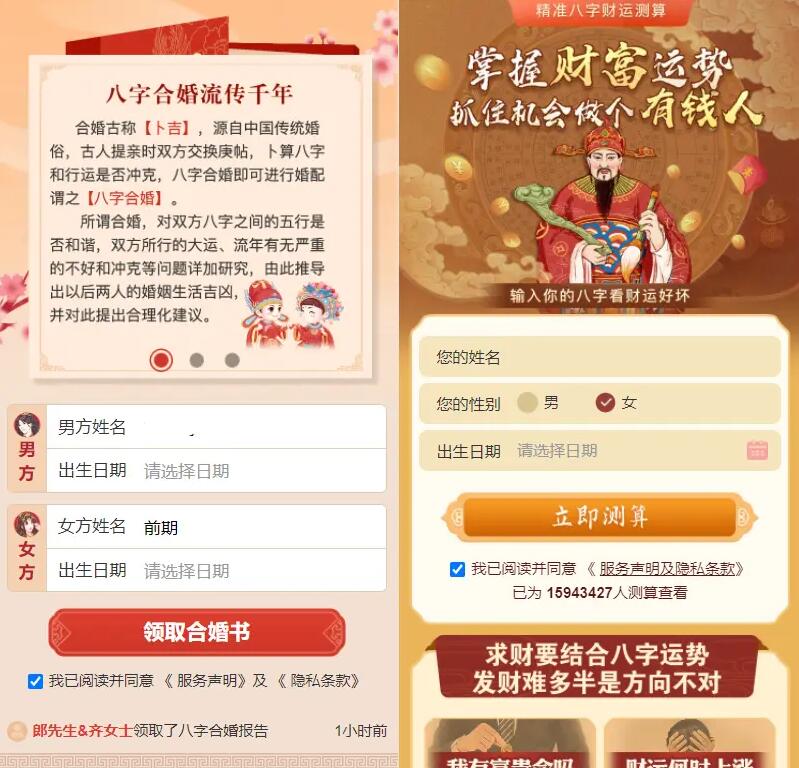 八字合婚流传千年
合婚古称【卜吉】，源自中国传统婚
俗，古人提亲时双方交换庚帖，卜算八字
和行运是否冲克，八字合婚即可进行婚配
谓之【八字合婚】。
所谓合婚，对双方八字之间的五行是
否和谐，双方所行的大运、流年有无严重
的不好和冲克等问题详加研究，由此推导
出以后两人的婚姻生活吉凶，
并对此提出合理化建议。
男方
男方姓名
出生日期 请选择日期
女方
女方姓名 前期
出生日期 请选择日期
领取合婚书
我已阅读并同意《服务声明》及《隐私条款》
郎先生&齐女士领取了八字合婚报告 1小时前
精准八字财运测算
掌握财富运势
抓住机会做个有钱人
输入你的八字看财运好坏
您的姓名
您的性别 男 女
出生日期 请选择日期
立即测算
我已阅读并同意《服务声明及隐私条款》
已为 15943427人测算查看
求财要结合八字运势
发财难多半是方向不对
我有富贵命吗
财运何时上涨